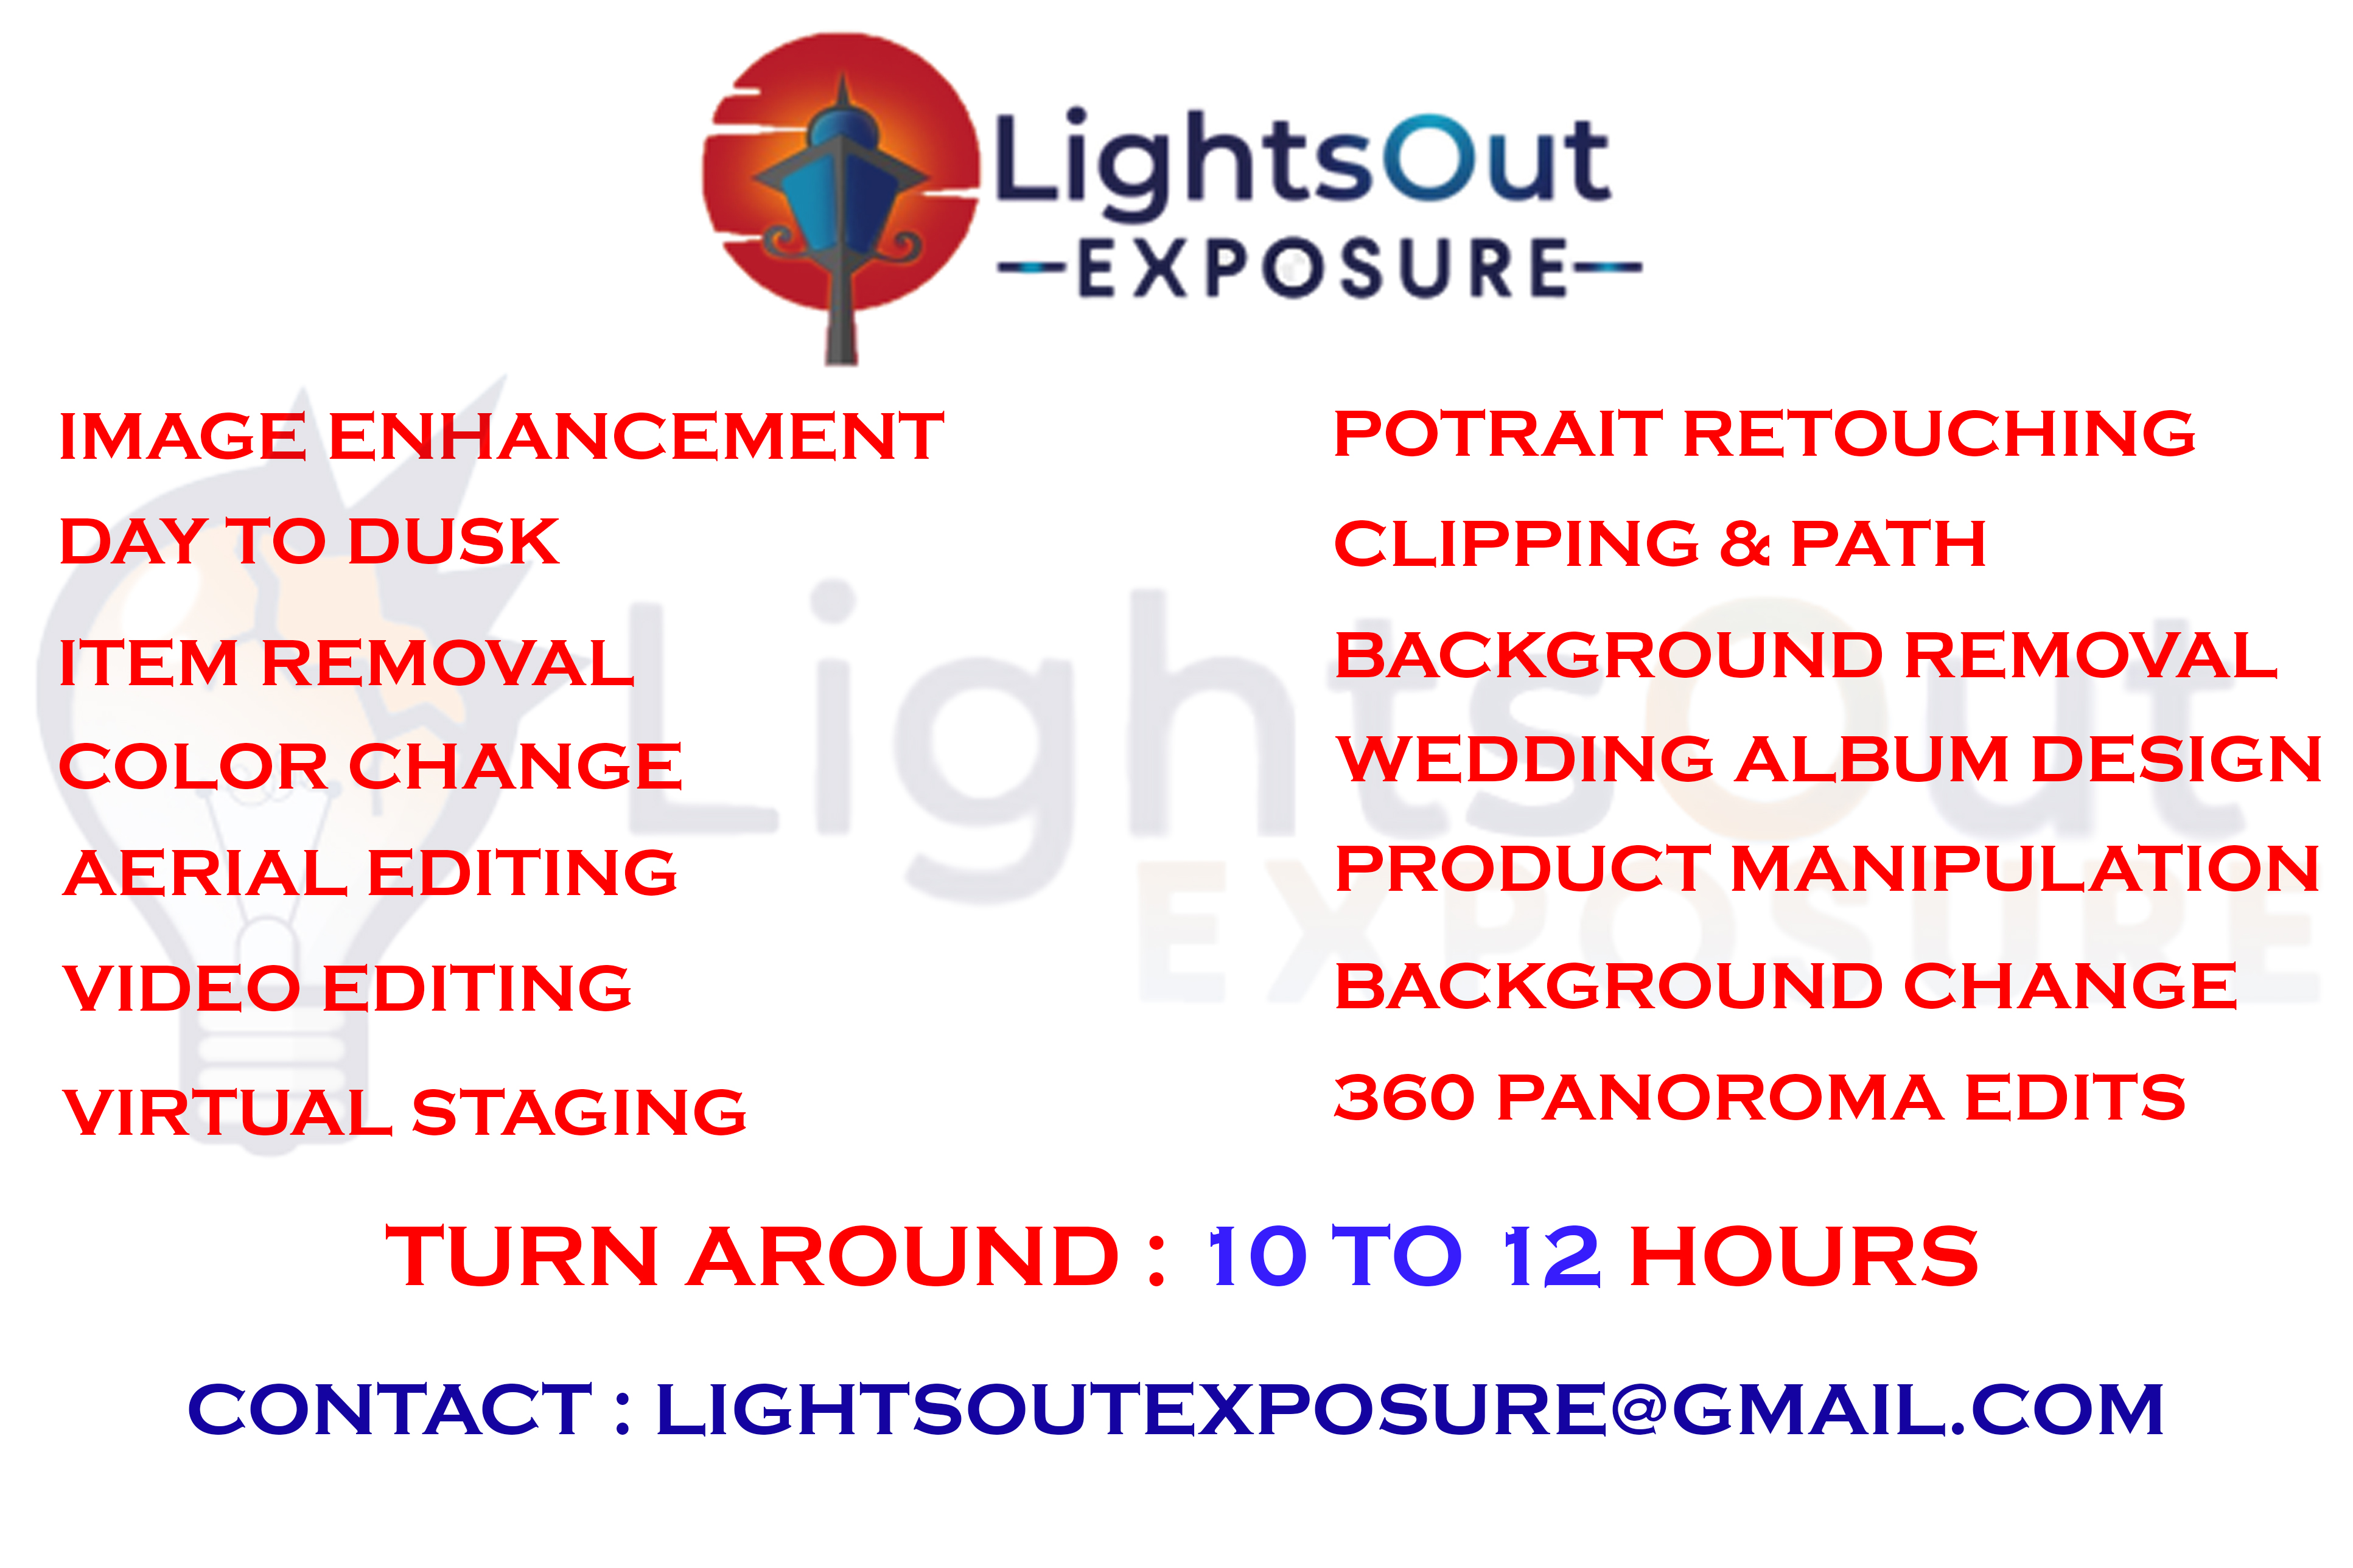 LightsOut
EXPOSURE
IMAGE ENHANCEMENT
DAY TO DUSK
ITEM REMOVAL
COLOR CHANGE
AERIAL EDITING
VIDEO EDITING
VIRTUAL STAGING
POTRAIT RETOUCHING
CLIPPING & PATH
BACKGROUND REMOVAL
WEDDING ALBUM DESIGN
PRODUCT MANIPULATION
BACKGROUND CHANGE
360 PANOROMA EDITS
LightsOut
EXPOSURE
TURN AROUND : 10 TO 12 HOURS
CONTACT : LIGHTSOUTEXPOSURE@GMAIL.COM